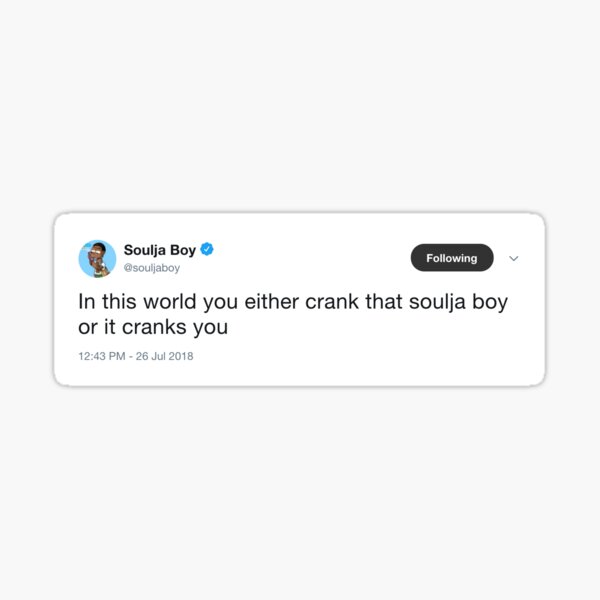 Soulja Boy
@souljaboy
Following
In this world you either crank that soulja boy
or it cranks you
12:43 PM - 26 Jul 2018